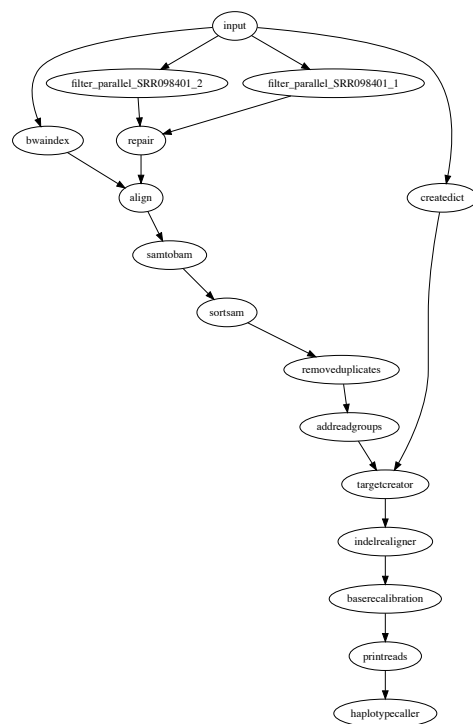 input
filter_parallel_SRR098401_2
filter_parallel_SRR098401_1
bwaindex
repair
align
createdict
samtobam
sortsam
removeduplicates
addreadgroups
targetcreator
indelrealigner
baserecalibration
printreads
haplotypecaller